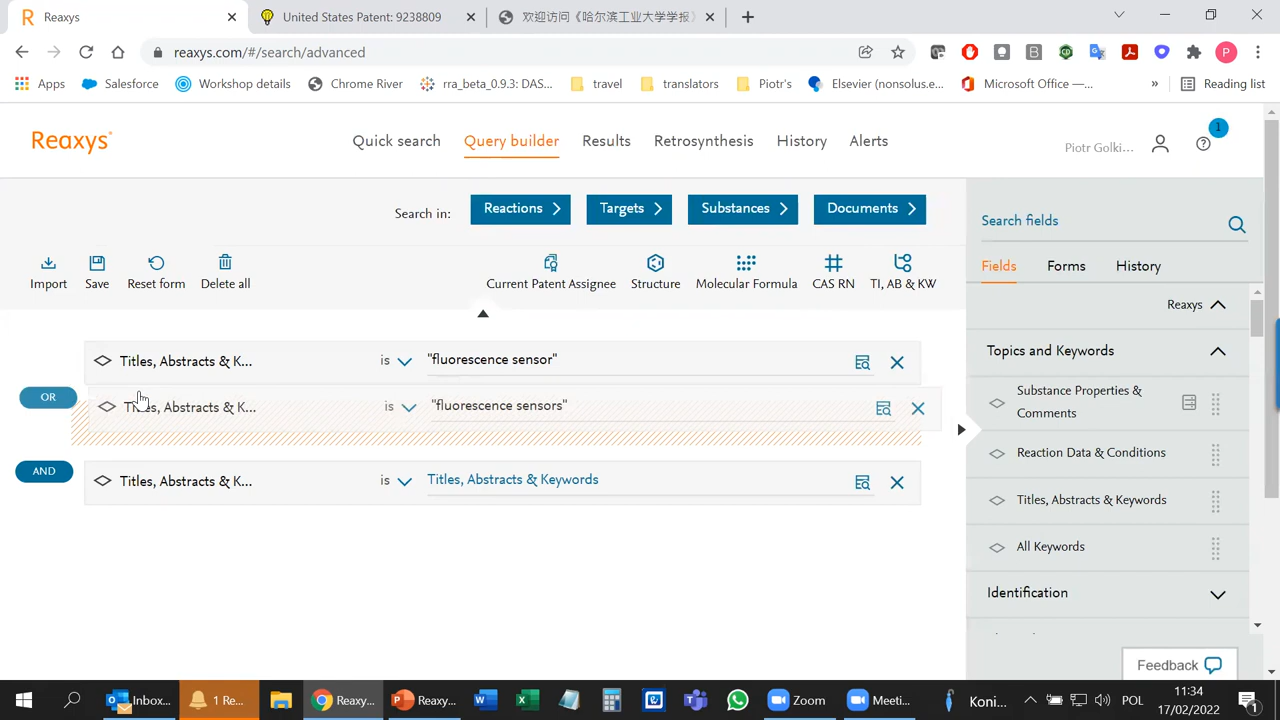 Reaxys
United States Patent: 9238809
欢迎访问《哈尔滨工业大学学报》
reaxys.com/#/search/advanced
P
Apps
Salesforce
Workshop details
Chrome River
rra_beta_0.9.3: DAS...
travel
translators
Piotr's
Elsevier (nonsolus.e...
Microsoft Office —...
»
Reading list
Reaxys
Quick search
Query builder
Results
Retrosynthesis
History
Alerts
Piotr Golki...
1
Search in:
Reactions
Targets
Substances
Documents
Search fields
Import
Save
Reset form
Delete all
Current Patent Assignee
Structure
Molecular Formula
CAS RN
TI, AB & KW
Fields
Forms
History
Reaxys
Titles, Abstracts & K...
is
"fluorescence sensor"
Topics and Keywords
OR
Titles, Abstracts & K...
is
"fluorescence sensors"
Substance Properties &
Comments
Reaction Data & Conditions
AND
Titles, Abstracts & K...
is
Titles, Abstracts & Keywords
Titles, Abstracts & Keywords
All Keywords
Identification
Feedback
Inbox...
1 Re...
Reaxy...
Reaxy...
Zoom
Meeti...
Koni...
POL
11:34
17/02/2022
1